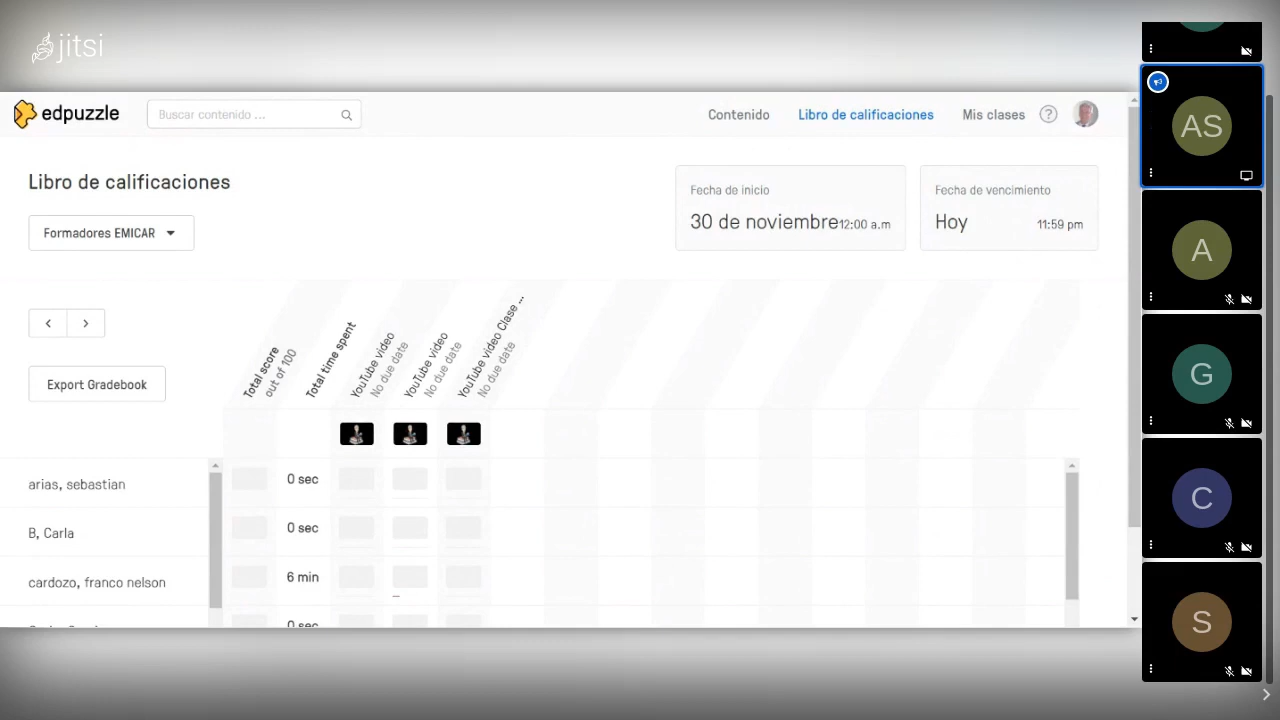 jitsi
edpuzzle
Buscar contenido ...
Contenido
Libro de calificaciones
Mis clases
?
Libro de calificaciones
Formadores EMICAR
Fecha de inicio
30 de noviembre 12:00 a.m
Fecha de vencimiento
Hoy 11:59 pm
Export Gradebook
Total score
out of 100
Total time spent
YouTube video
No due date
YouTube video
No due date
YouTube video Clase ...
No due date
arias, sebastian
0 sec
B, Carla
0 sec
cardozo, franco nelson
6 min
0 sec
AS
A
G
C
S